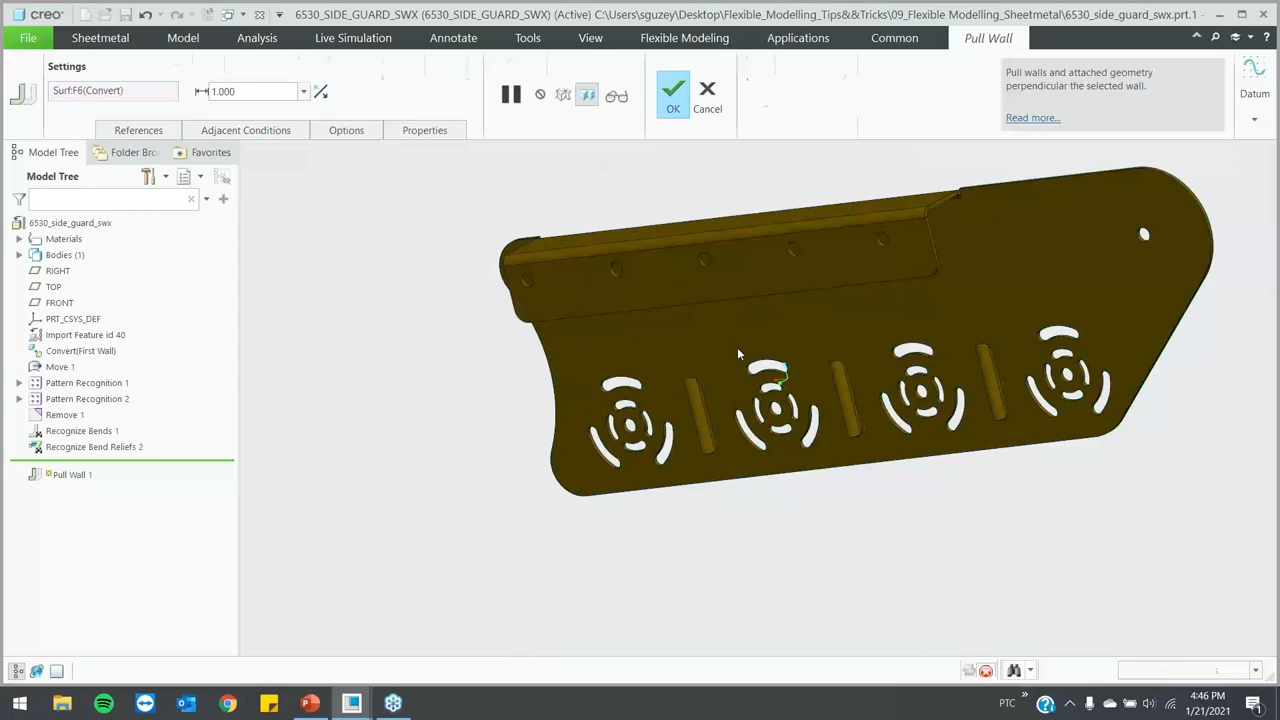 creo
6530_SIDE_GUARD_SWX (6530_SIDE_GUARD_SWX) (Active) C:\Users\sguzey\Desktop\Flexible_Modelling_Tips&&Tricks\09_Flexible Modelling_Sheetmetal\6530_side_guard_swx.prt.1
File Sheetmetal Model Analysis Live Simulation Annotate Tools View Flexible Modeling Applications Common Pull Wall
Settings
Surf:F6(Convert)
1.000
OK
Cancel
References
Adjacent Conditions
Options
Properties
Pull walls and attached geometry
perpendicular the selected wall.
Read more...
Datum
Model Tree
Folder Bro
Favorites
Model Tree
6530_side_guard_swx
Materials
Bodies (1)
RIGHT
TOP
FRONT
PRT_CSYS_DEF
Import Feature id 40
Convert(First Wall)
Move 1
Pattern Recognition 1
Pattern Recognition 2
Remove 1
Recognize Bends 1
Recognize Bend Reliefs 2
Pull Wall 1
PTC
4:46 PM
1/21/2021